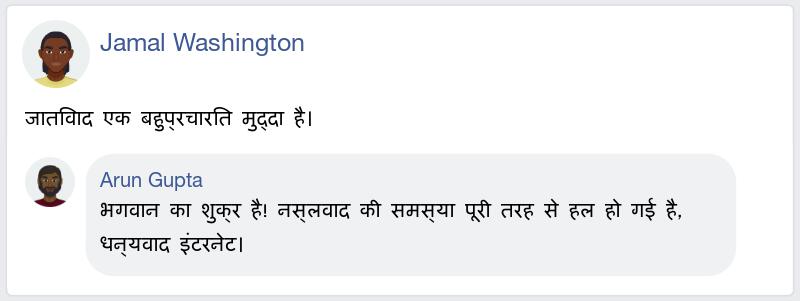 Jamal Washington
जातिवाद एक बहुप्रचारित मुद्दा है।
Arun Gupta
भगवान का शुक्र है! नस्लवाद की समस्या पूरी तरह से हल हो गई है,
धन्यवाद इंटरनेट।